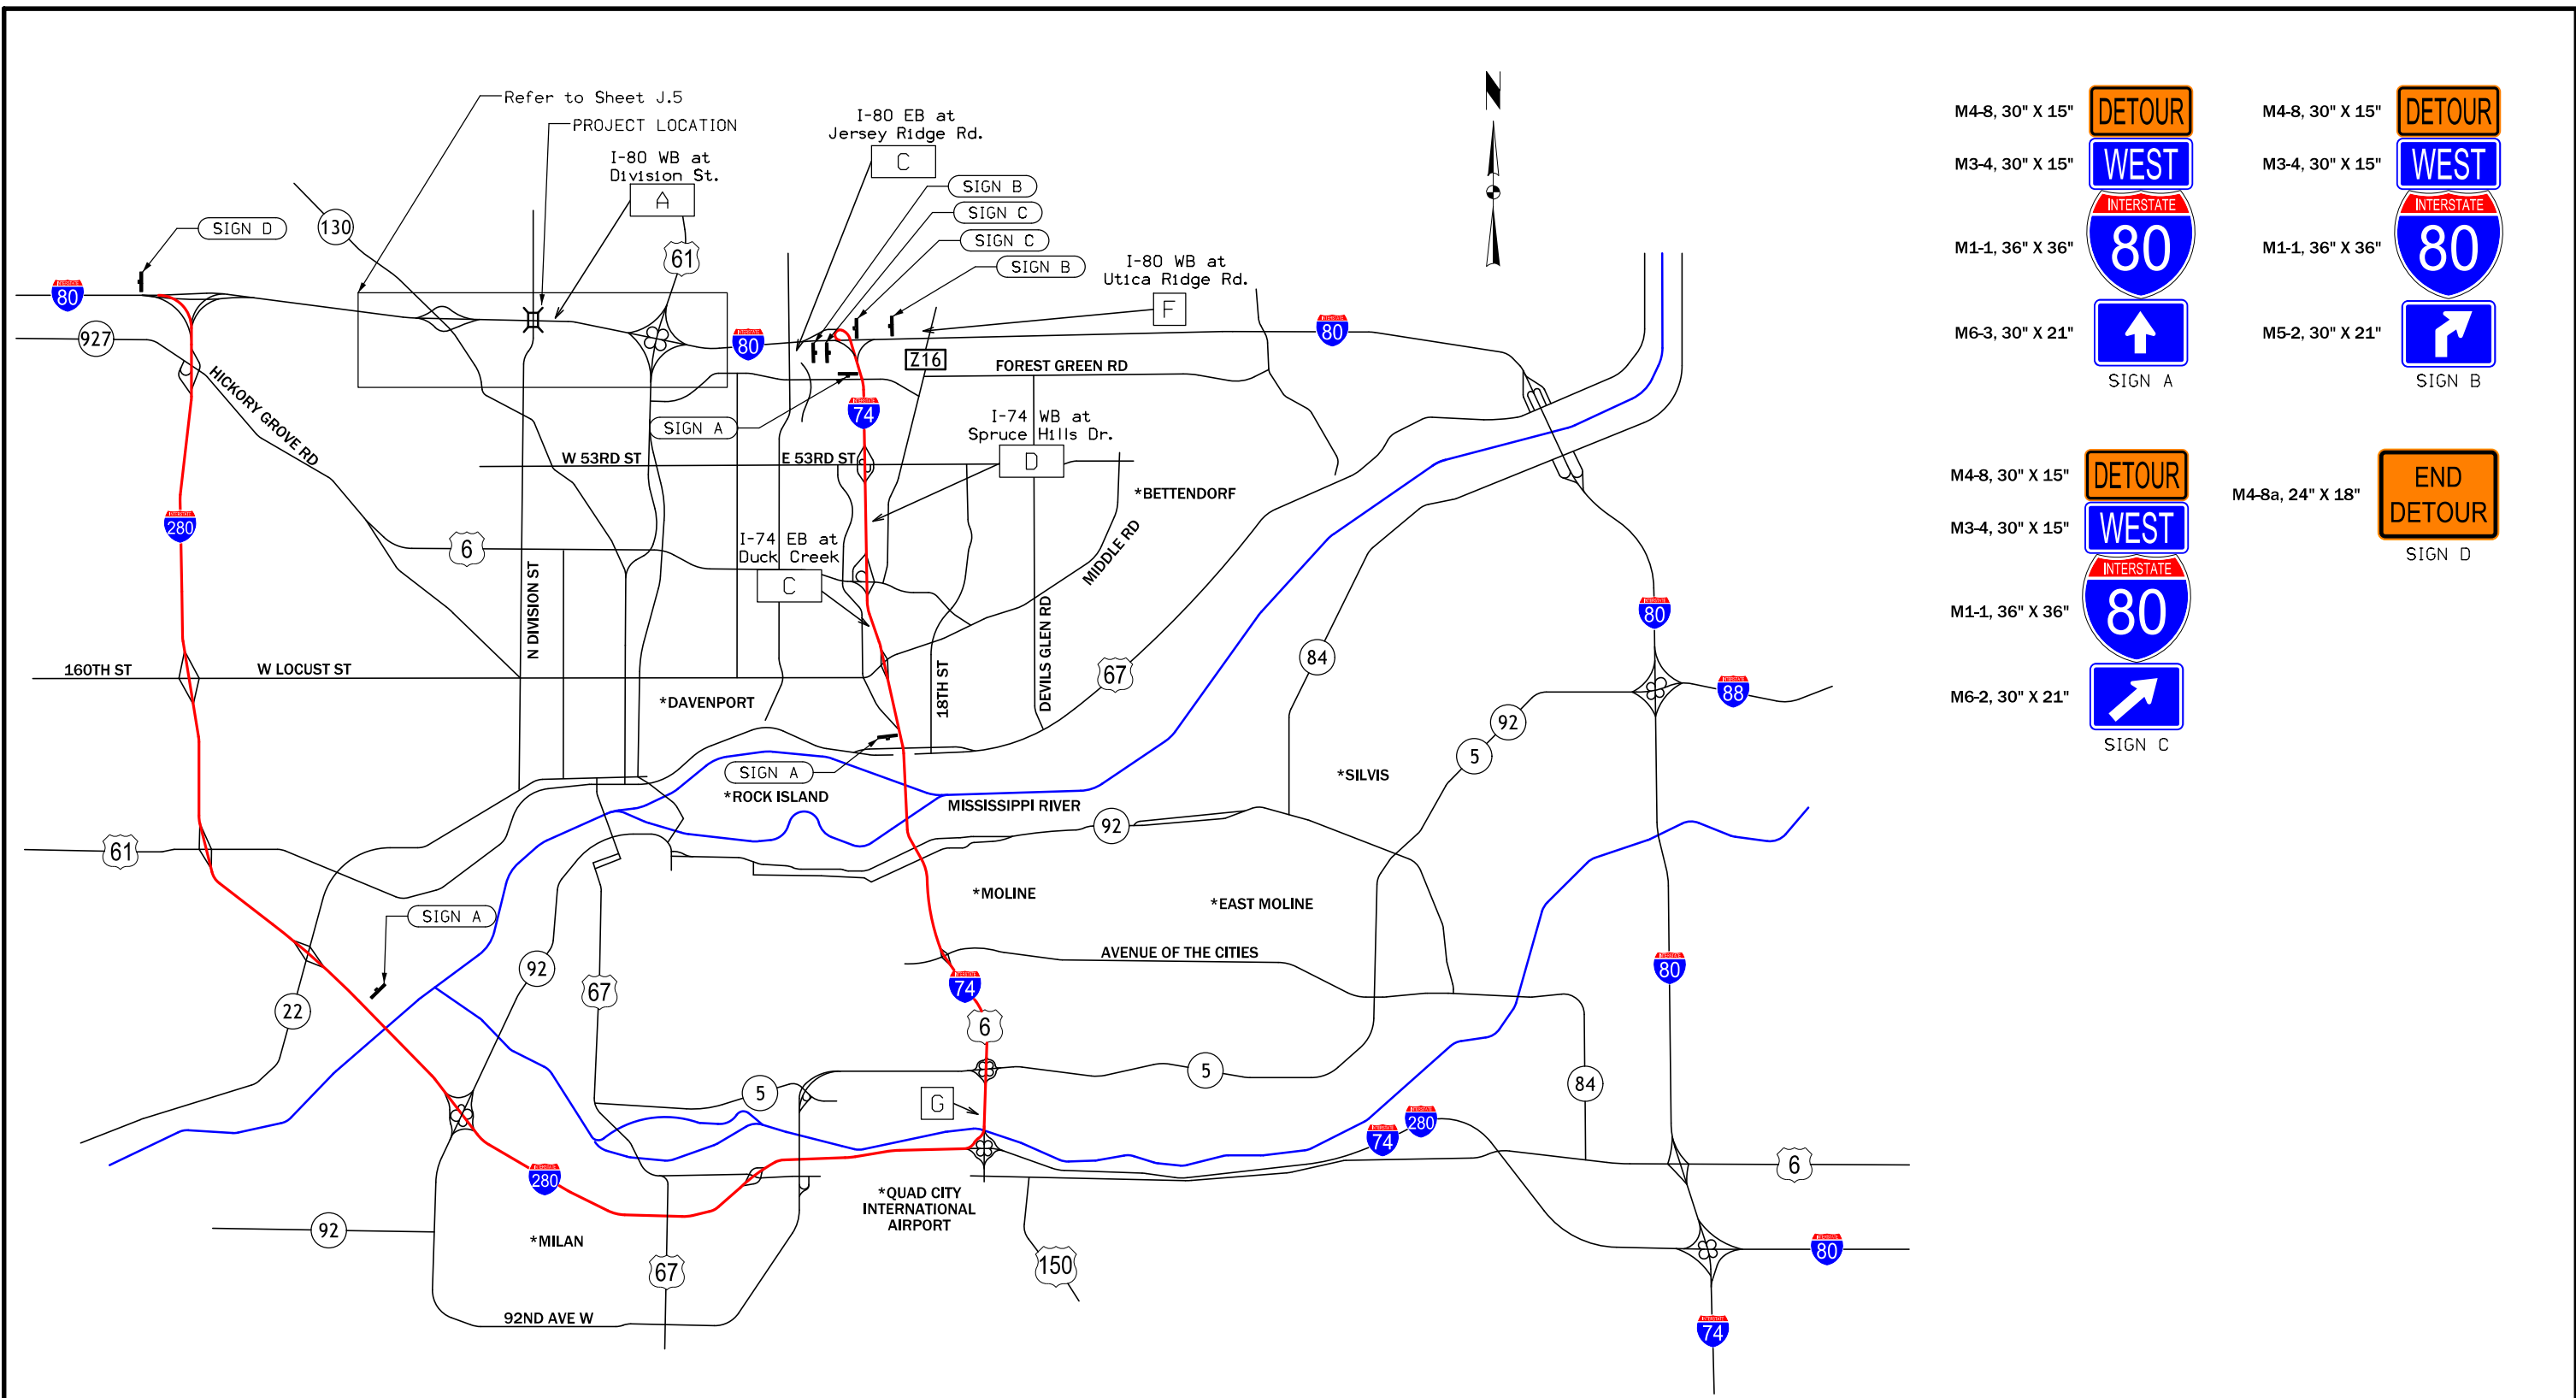 Refer to Sheet J.5
PROJECT LOCATION
I-80 WB at
Division St.
A
I-80 EB at
Jersey Ridge Rd.
C
SIGN B
SIGN C
SIGN C
SIGN B
I-80 WB at
Utica Ridge Rd.
F
N
SIGN D
130
61
80
927
80
80
Z16
FOREST GREEN RD
HICKORY GROVE RD
74
SIGN A
I-74 WB at
Spruce Hills Dr.
D
W 53RD ST
E 53RD ST
*BETTENDORF
280
6
I-74 EB at
Duck Creek
C
MIDDLE RD
N DIVISION ST
DEVILS GLEN RD
18TH ST
80
84
67
160TH ST
W LOCUST ST
88
*DAVENPORT
92
5
SIGN A
*ROCK ISLAND
MISSISSIPPI RIVER
*SILVIS
92
61
*MOLINE
*EAST MOLINE
SIGN A
AVENUE OF THE CITIES
92
80
67
74
22
6
5
5
84
G
280
74
6
280
*QUAD CITY
INTERNATIONAL
AIRPORT
92
*MILAN
80
67
150
92ND AVE W
74
M4-8, 30" X 15"
DETOUR
M3-4, 30" X 15"
WEST
INTERSTATE
M1-1, 36" X 36"
80
M6-3, 30" X 21"
SIGN A
M4-8, 30" X 15"
DETOUR
M3-4, 30" X 15"
WEST
INTERSTATE
M1-1, 36" X 36"
80
M5-2, 30" X 21"
SIGN B
M4-8, 30" X 15"
DETOUR
M3-4, 30" X 15"
WEST
INTERSTATE
M1-1, 36" X 36"
80
M6-2, 30" X 21"
SIGN C
M4-8a, 24" X 18"
END
DETOUR
SIGN D